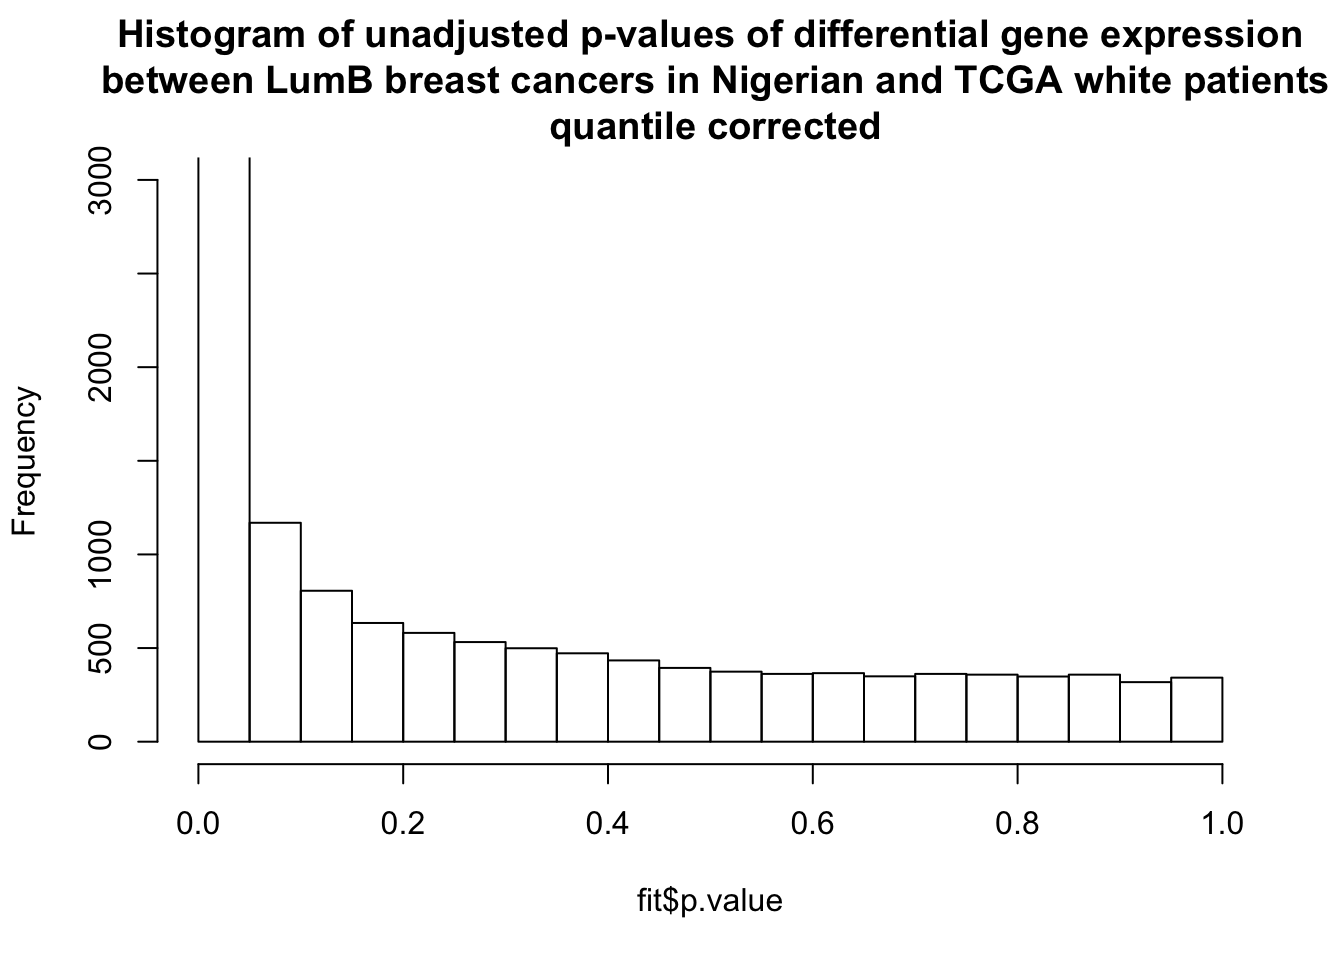 Histogram of unadjusted p-values of differential gene expression
between LumB breast cancers in Nigerian and TCGA white patients
quantile corrected
3000
2000
1000
500
0
Frequency
0.0 0.2 0.4 0.6 0.8 1.0
fit$p.value